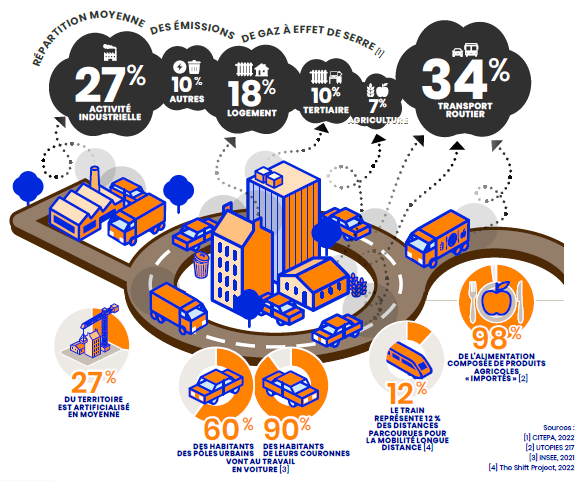 RÉPARTITION MOYENNE DES ÉMISSIONS DE GAZ À EFFET DE SERRE [1]
27%
ACTIVITÉ
INDUSTRIELLE
10%
AUTRES
18%
LOGEMENT
10%
TERTIAIRE
7%
AGRICULTURE
34%
TRANSPORT
ROUTIER
27%
DU TERRITOIRE
EST ARTIFICIALISÉ
EN MOYENNE
60% 90%
DES HABITANTS DES HABITANTS
DES PÔLES URBAINS DE LEURS COURONNES
VONT AU TRAVAIL
EN VOITURE [3]
12%
LE TRAIN
REPRÉSENTE 12 %
DES DISTANCES
PARCOURUES POUR
LA MOBILITÉ LONGUE
DISTANCE [4]
98%
DE L'ALIMENTATION
COMPOSÉE DE PRODUITS
AGRICOLES
« IMPORTÉS » [2]
Sources :
[1] CITEPA, 2022
[2] UTOPIES 217
[3] INSEE, 2021
[4] The Shift Project, 2022